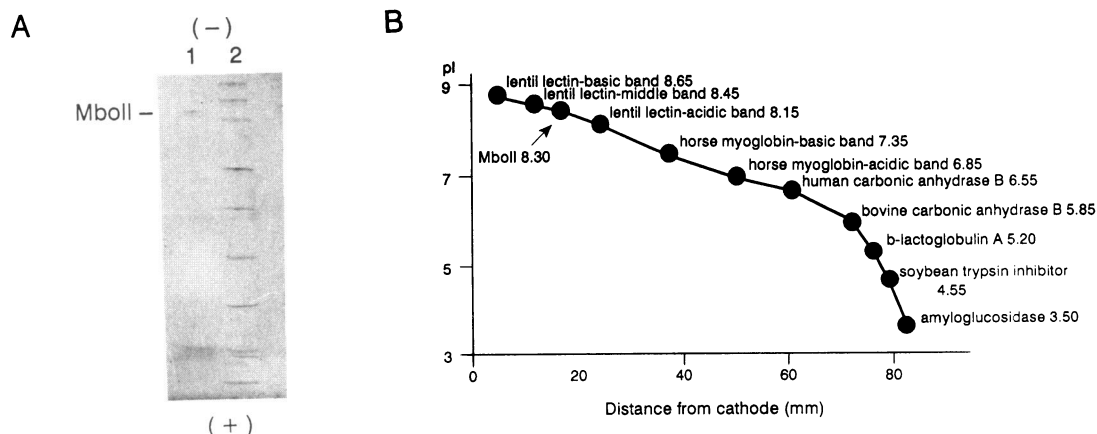 A
(–)
1 2
MboII –
(+)
B
pI
9
7
5
3
lentil lectin-basic band 8.65
lentil lectin-middle band 8.45
lentil lectin-acidic band 8.15
MboII 8.30
horse myoglobin-basic band 7.35
horse myoglobin-acidic band 6.85
human carbonic anhydrase B 6.55
bovine carbonic anhydrase B 5.85
b-lactoglobulin A 5.20
soybean trypsin inhibitor
4.55
amyloglucosidase 3.50
0 20 40 60 80
Distance from cathode (mm)